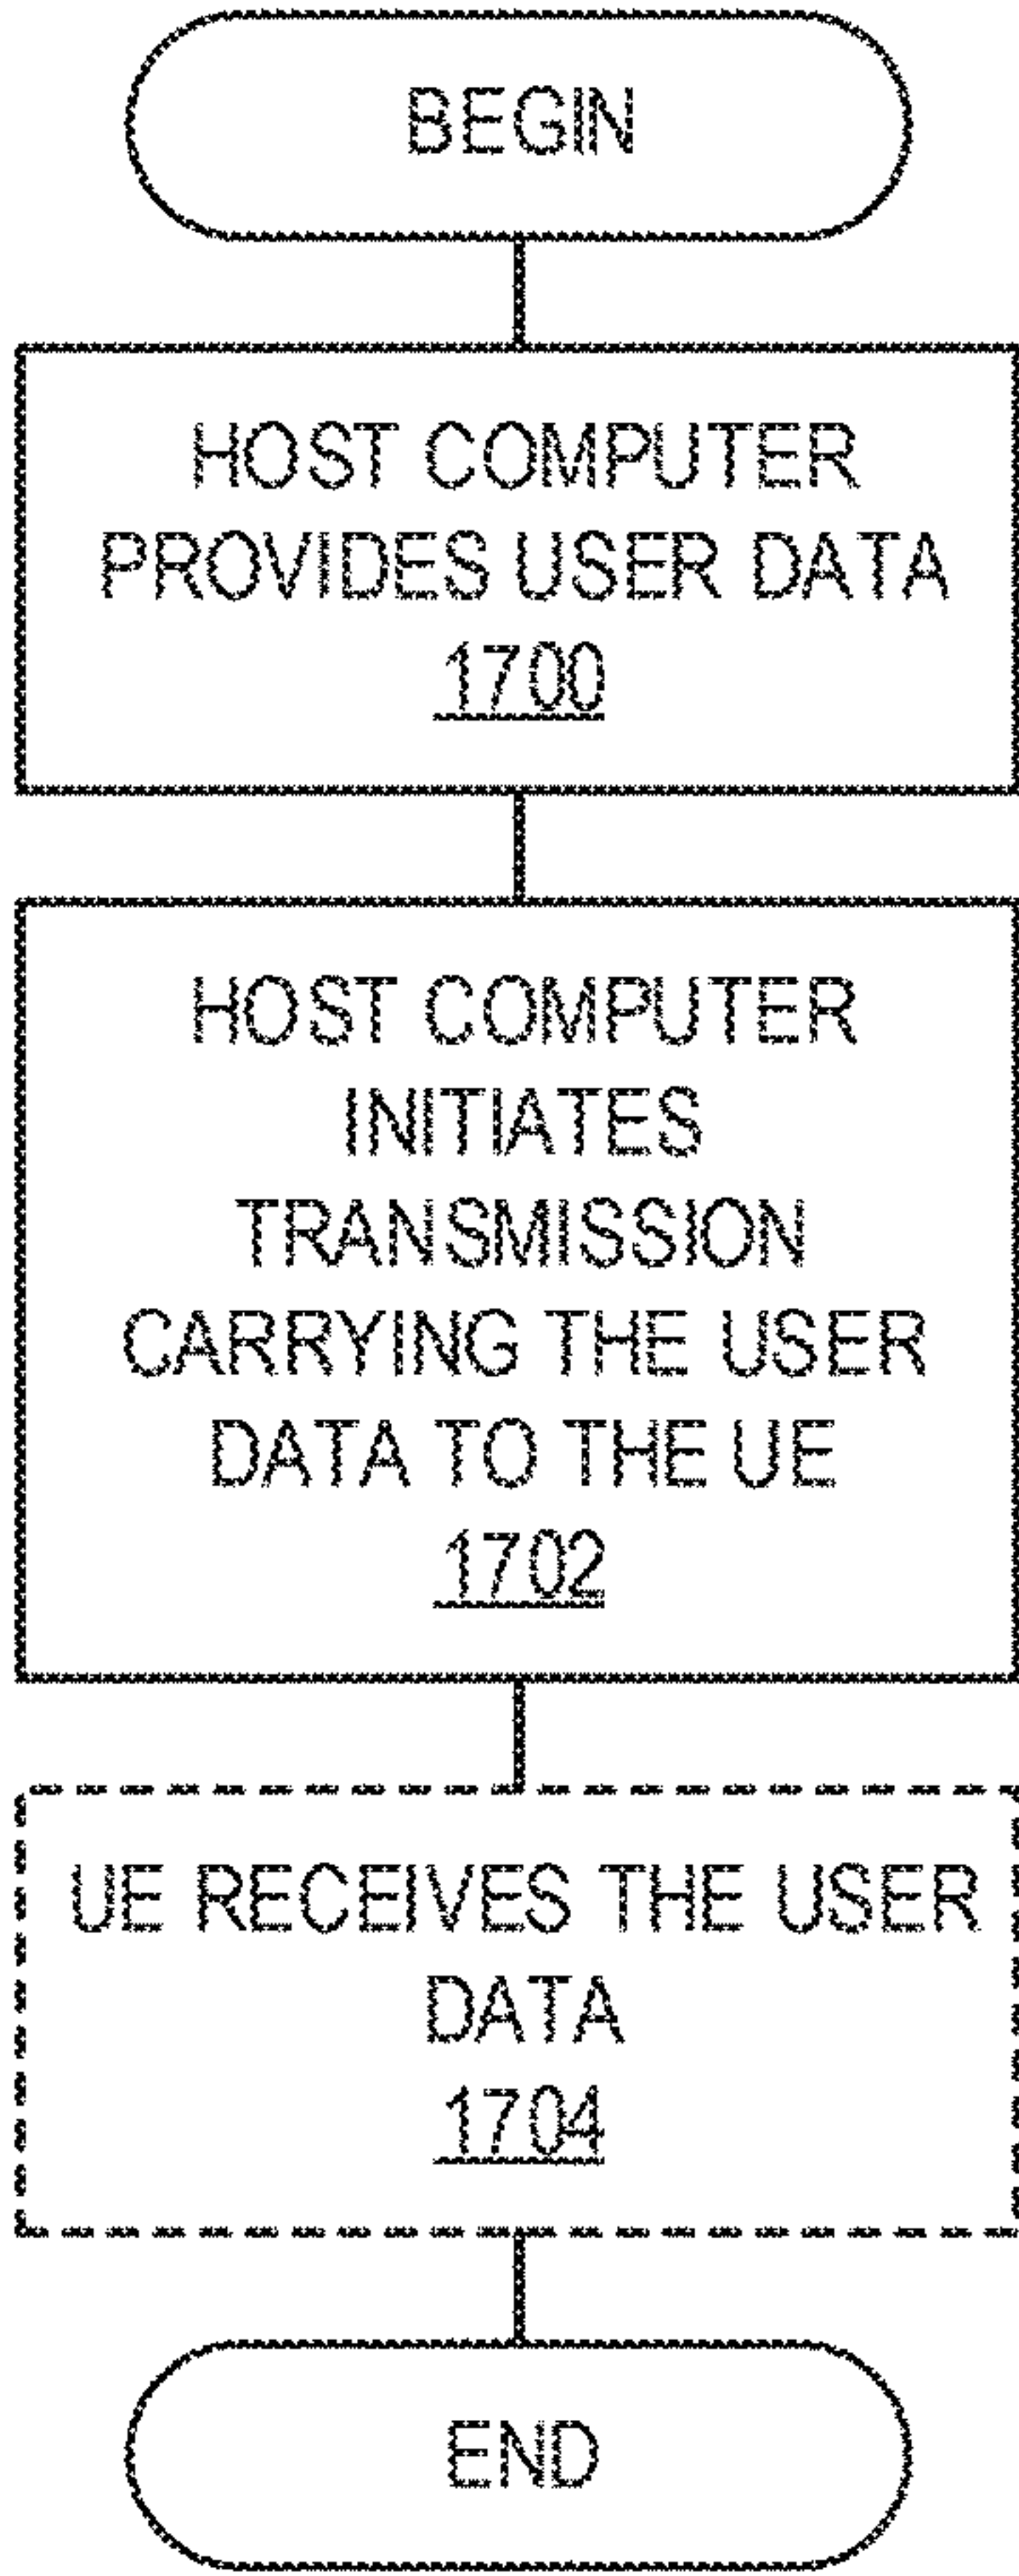 BEGIN
HOST COMPUTER
PROVIDES USER DATA
1700
HOST COMPUTER
INITIATES
TRANSMISSION
CARRYING THE USER
DATA TO THE UE
1702
UE RECEIVES THE USER
DATA
1704
END